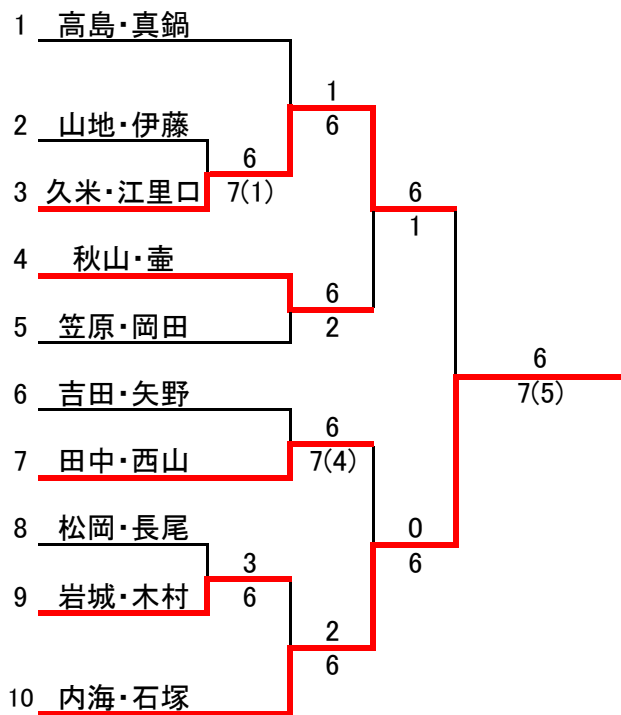 1 高島・真鍋
1
6
2 山地・伊藤
6
7(1)
3 久米・江里口
6
1
4 秋山・壷
6
2
5 笠原・岡田
6
7(5)
6 吉田・矢野
6
7(4)
7 田中・西山
8 松岡・長尾
0
6
3
6
9 岩城・木村
2
6
10 内海・石塚